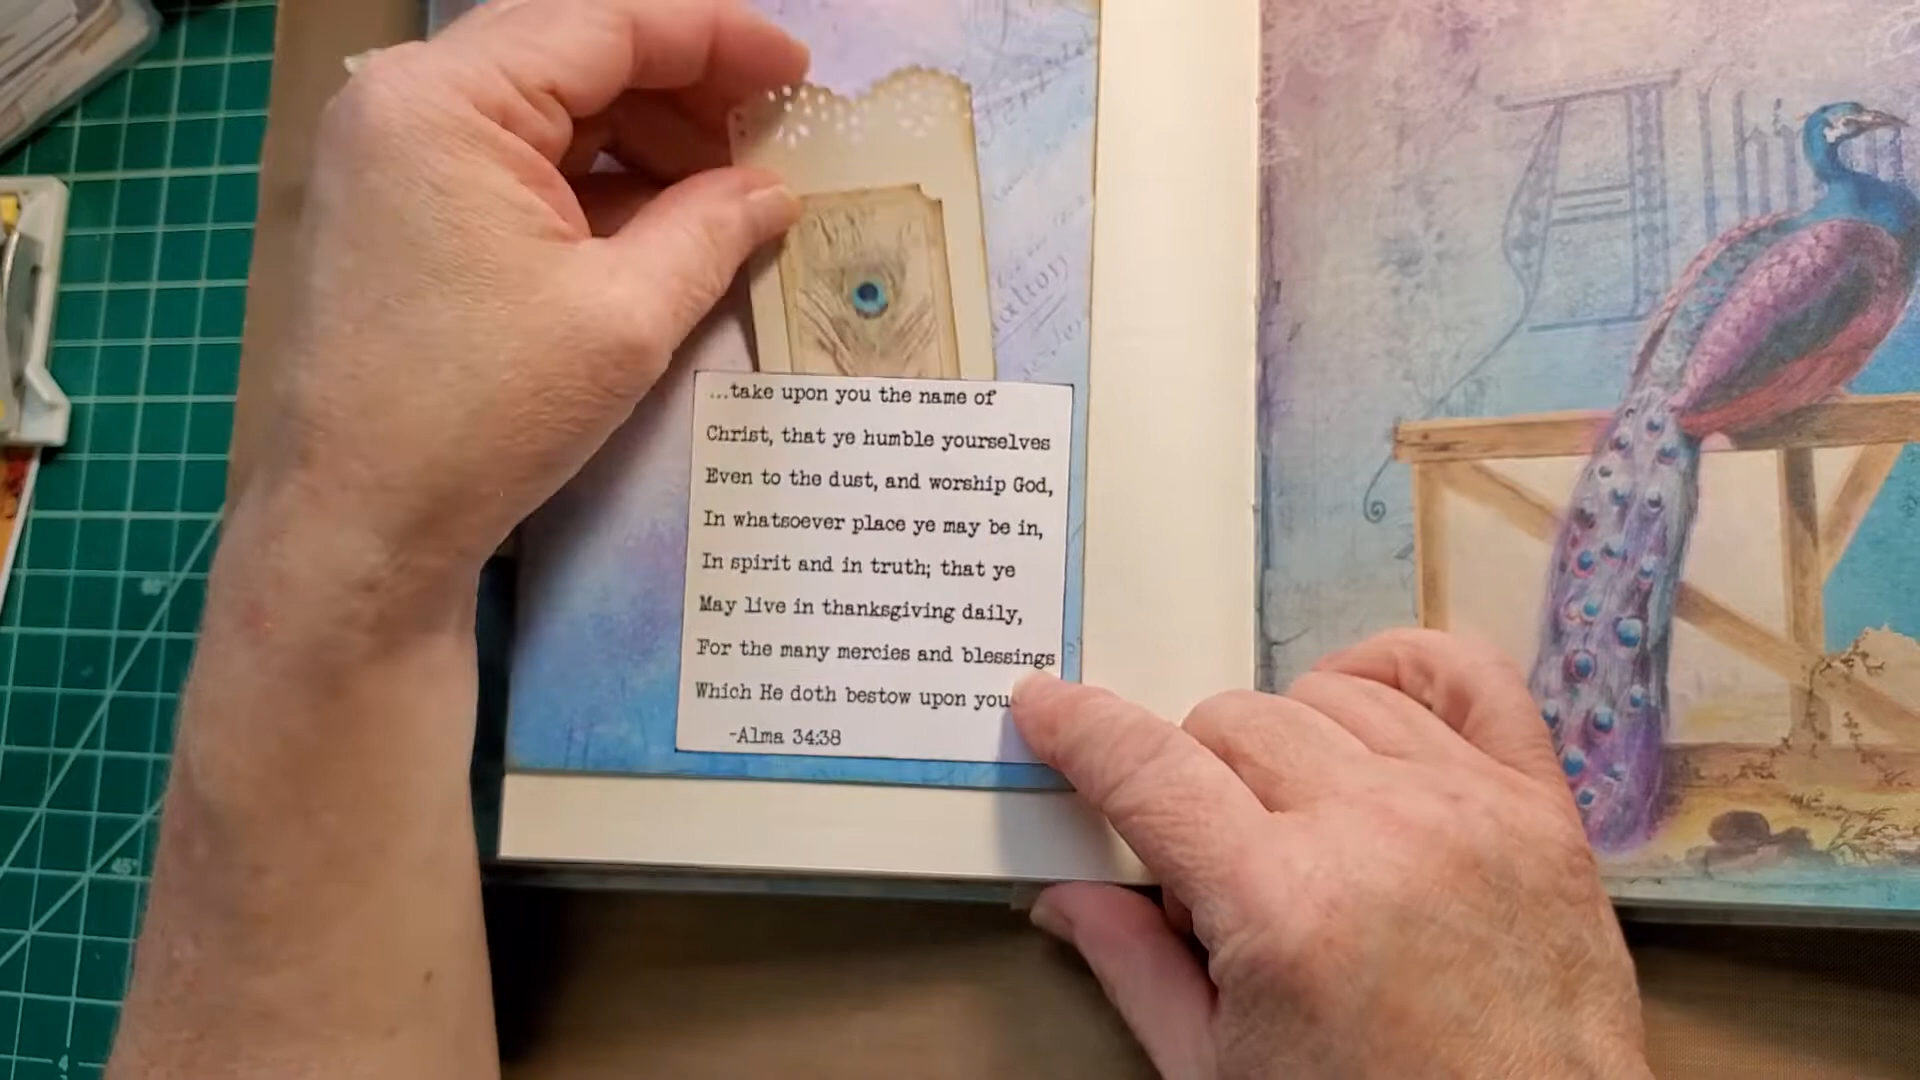 ...take upon you the name of
Christ, that ye humble yourselves
Even to the dust, and worship God,
In whatsoever place ye may be in,
In spirit and in truth; that ye
May live in thanksgiving daily,
For the many mercies and blessings
Which He doth bestow upon you
-Alma 34:38
45°